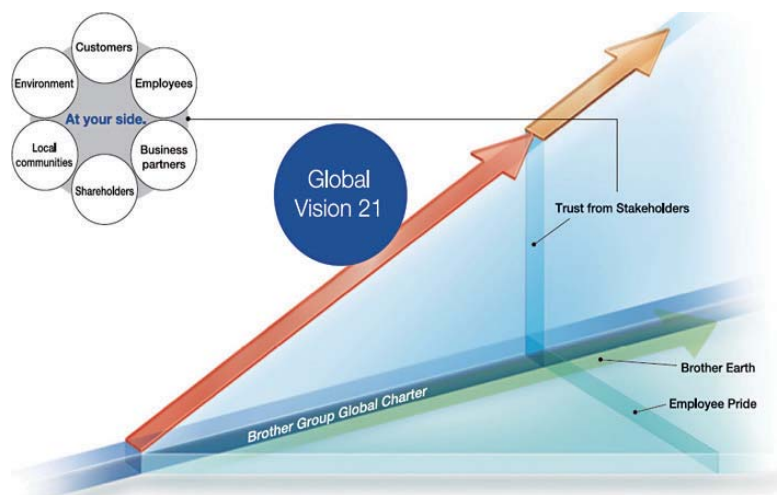 Customers
Environment
Employees
At your side.
Local
communities
Business
partners
Shareholders
Global
Vision 21
Trust from Stakeholders
Brother Earth
Employee Pride
Brother Group Global Charter